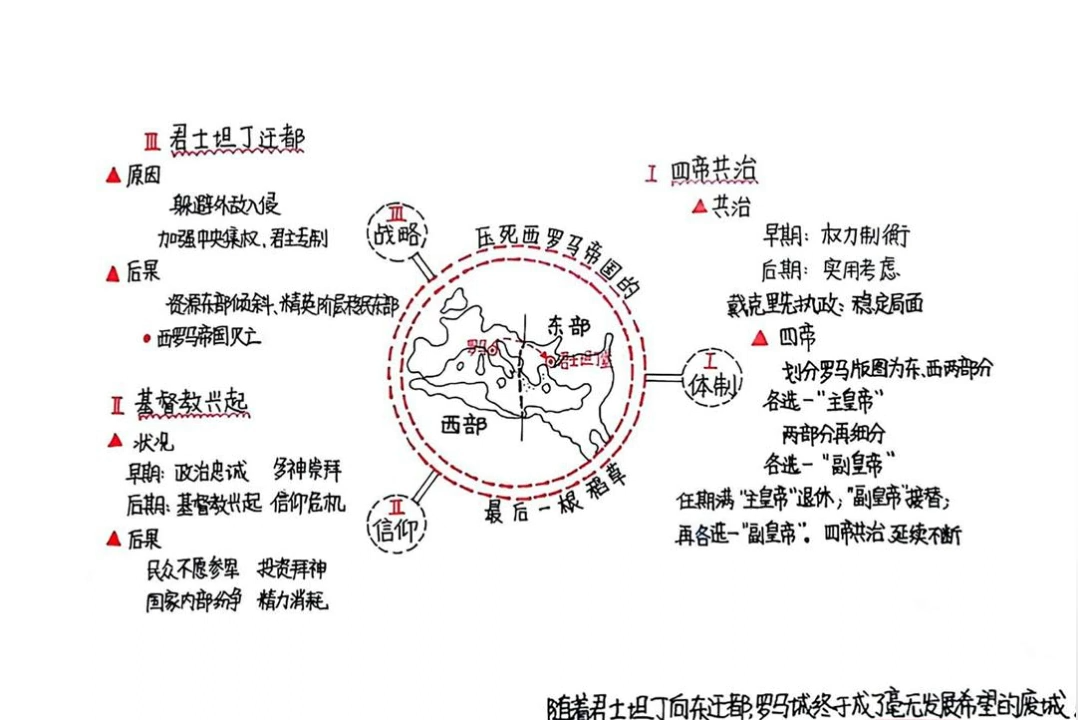 压死西罗马帝国的
最后一根稻草
东部
西部
罗马
君士坦丁堡
I
体制
II
信仰
III
战略
I 四帝共治
共治
早期：权力制衡
后期：实用考虑
戴克里先执政：稳定局面
四帝
划分罗马版图为东、西两部分
各选一"主皇帝"
两部分再细分
各选一"副皇帝"
任期满"主皇帝"退休，"副皇帝"接替；
再各选一"副皇帝"。四帝共治延续不断
II 基督教兴起
状况
早期：政治忠诚 多神崇拜
后期：基督教兴起 信仰危机
后果
民众不愿参军 投资拜神
国家内部纷争 精力消耗
III 君士坦丁迁都
原因
躲避外敌入侵
加强中央集权、君主专制
后果
资源东部倾斜、精英阶层移民东部
西罗马帝国灭亡
随着君士坦丁向东迁都，罗马城终于成了毫无发展希望的废城。